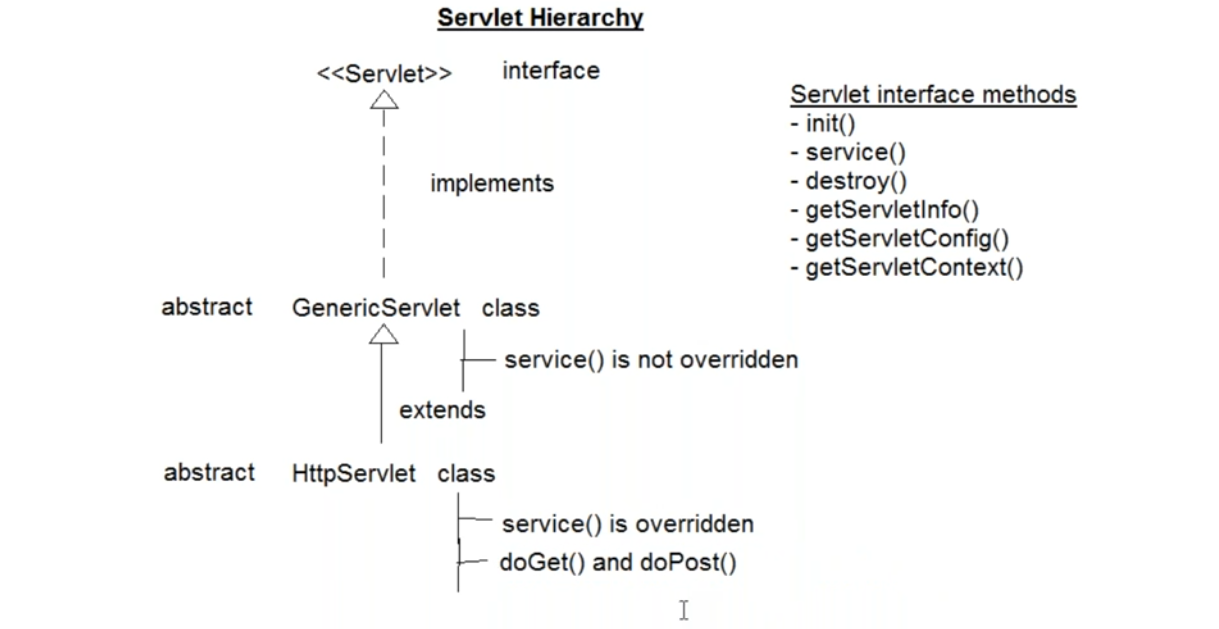 Servlet Hierarchy
<<Servlet>> interface
implements
abstract GenericServlet class
service() is not overridden
extends
abstract HttpServlet class
service() is overridden
doGet() and doPost()
Servlet interface methods
- init()
- service()
- destroy()
- getServletInfo()
- getServletConfig()
- getServletContext()